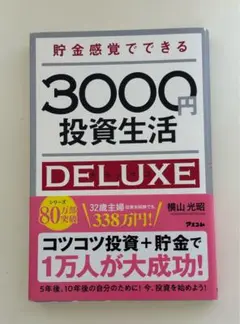 貯金感覚でできる
3000円
投資生活
DELUXE
シリーズ
80万部
突破
32歳主婦
338万円!
横山光昭
アスコム
コツコツ投資+貯金で
1万人が大成功!
5年後、10年後の自分のために!今、投資を始めよう!